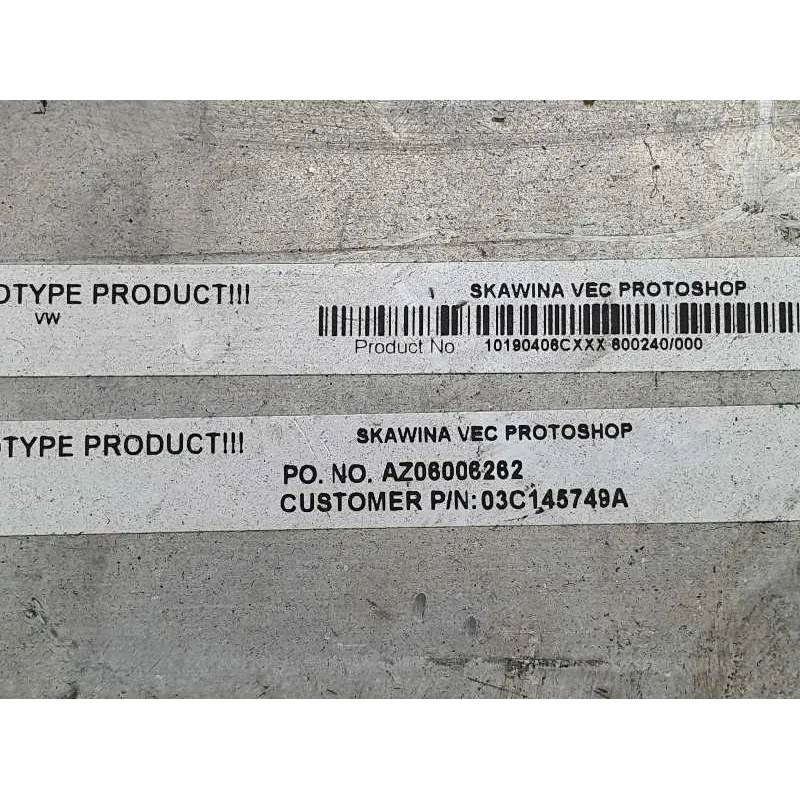 OTYPE PRODUCT!!!
VW
SKAWINA VEC PROTOSHOP
Product No 10190406CXXX 600240/000
OTYPE PRODUCT!!!
SKAWINA VEC PROTOSHOP
PO. NO. AZ06006262
CUSTOMER P/N: 03C145749A